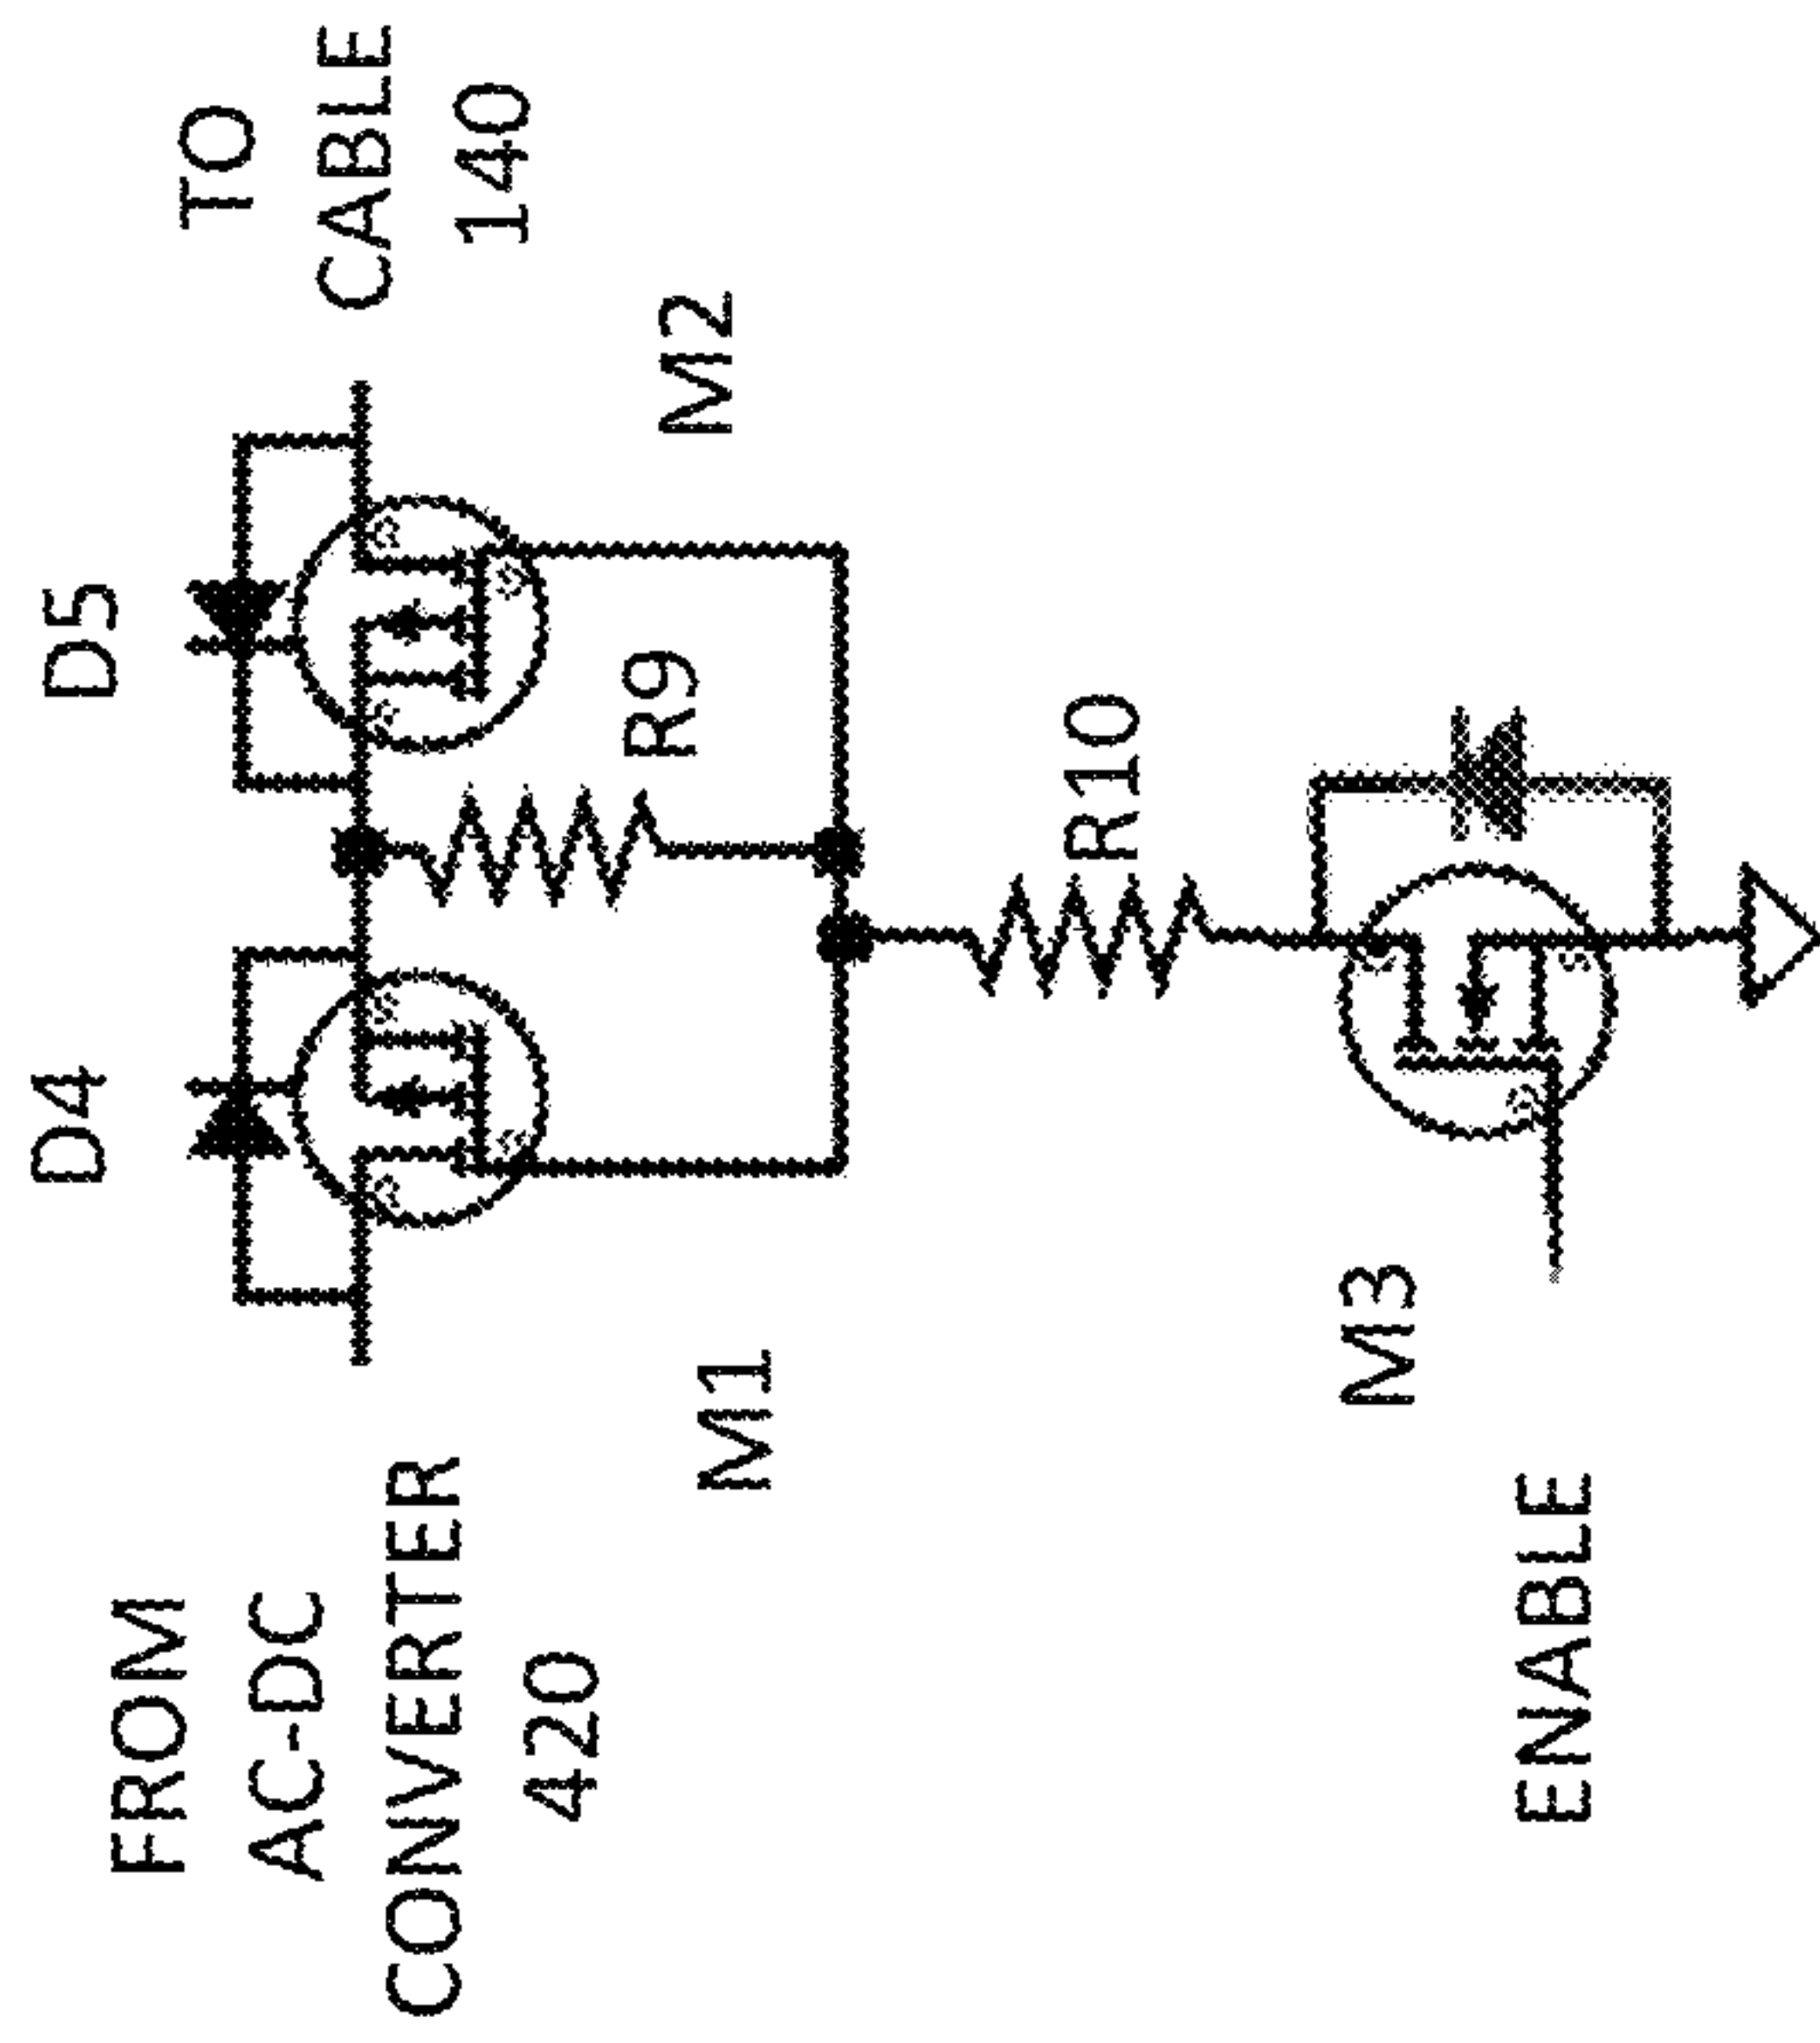 FROM
AC-DC
CONVERTER
420
D4
D5
TO
CABLE
140
M1
R9
M2
R10
M3
ENABLE